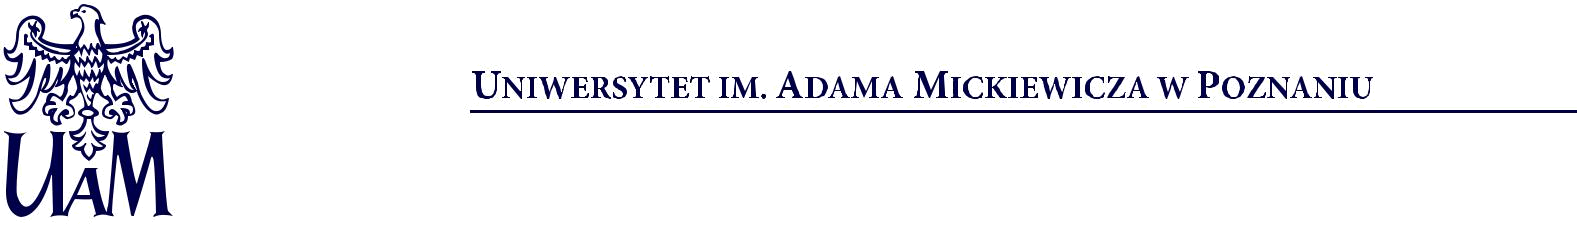 UNIWERSYTET IM. ADAMA MICKIEWICZA W POZNANIU
UAM